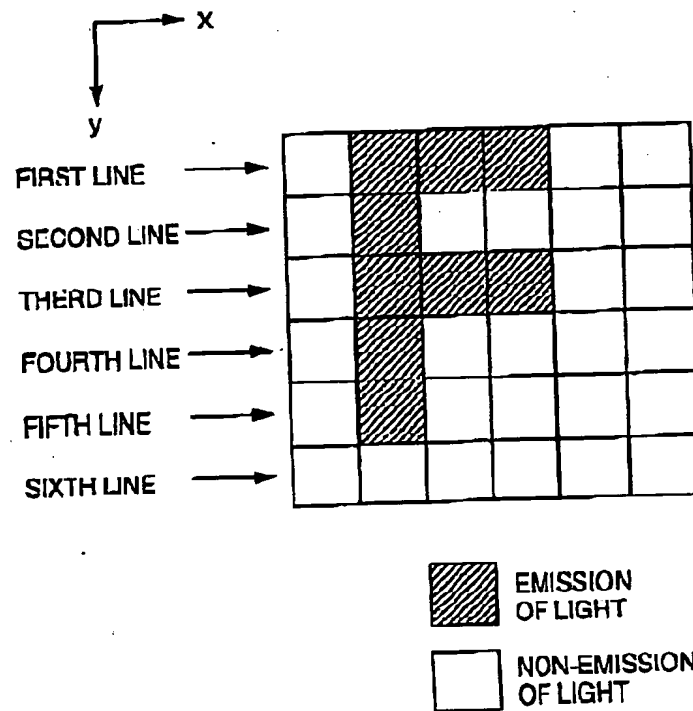 x
y
FIRST LINE
SECOND LINE
THERD LINE
FOURTH LINE
FIFTH LINE
SIXTH LINE
EMISSION
OF LIGHT
NON-EMISSION
OF LIGHT